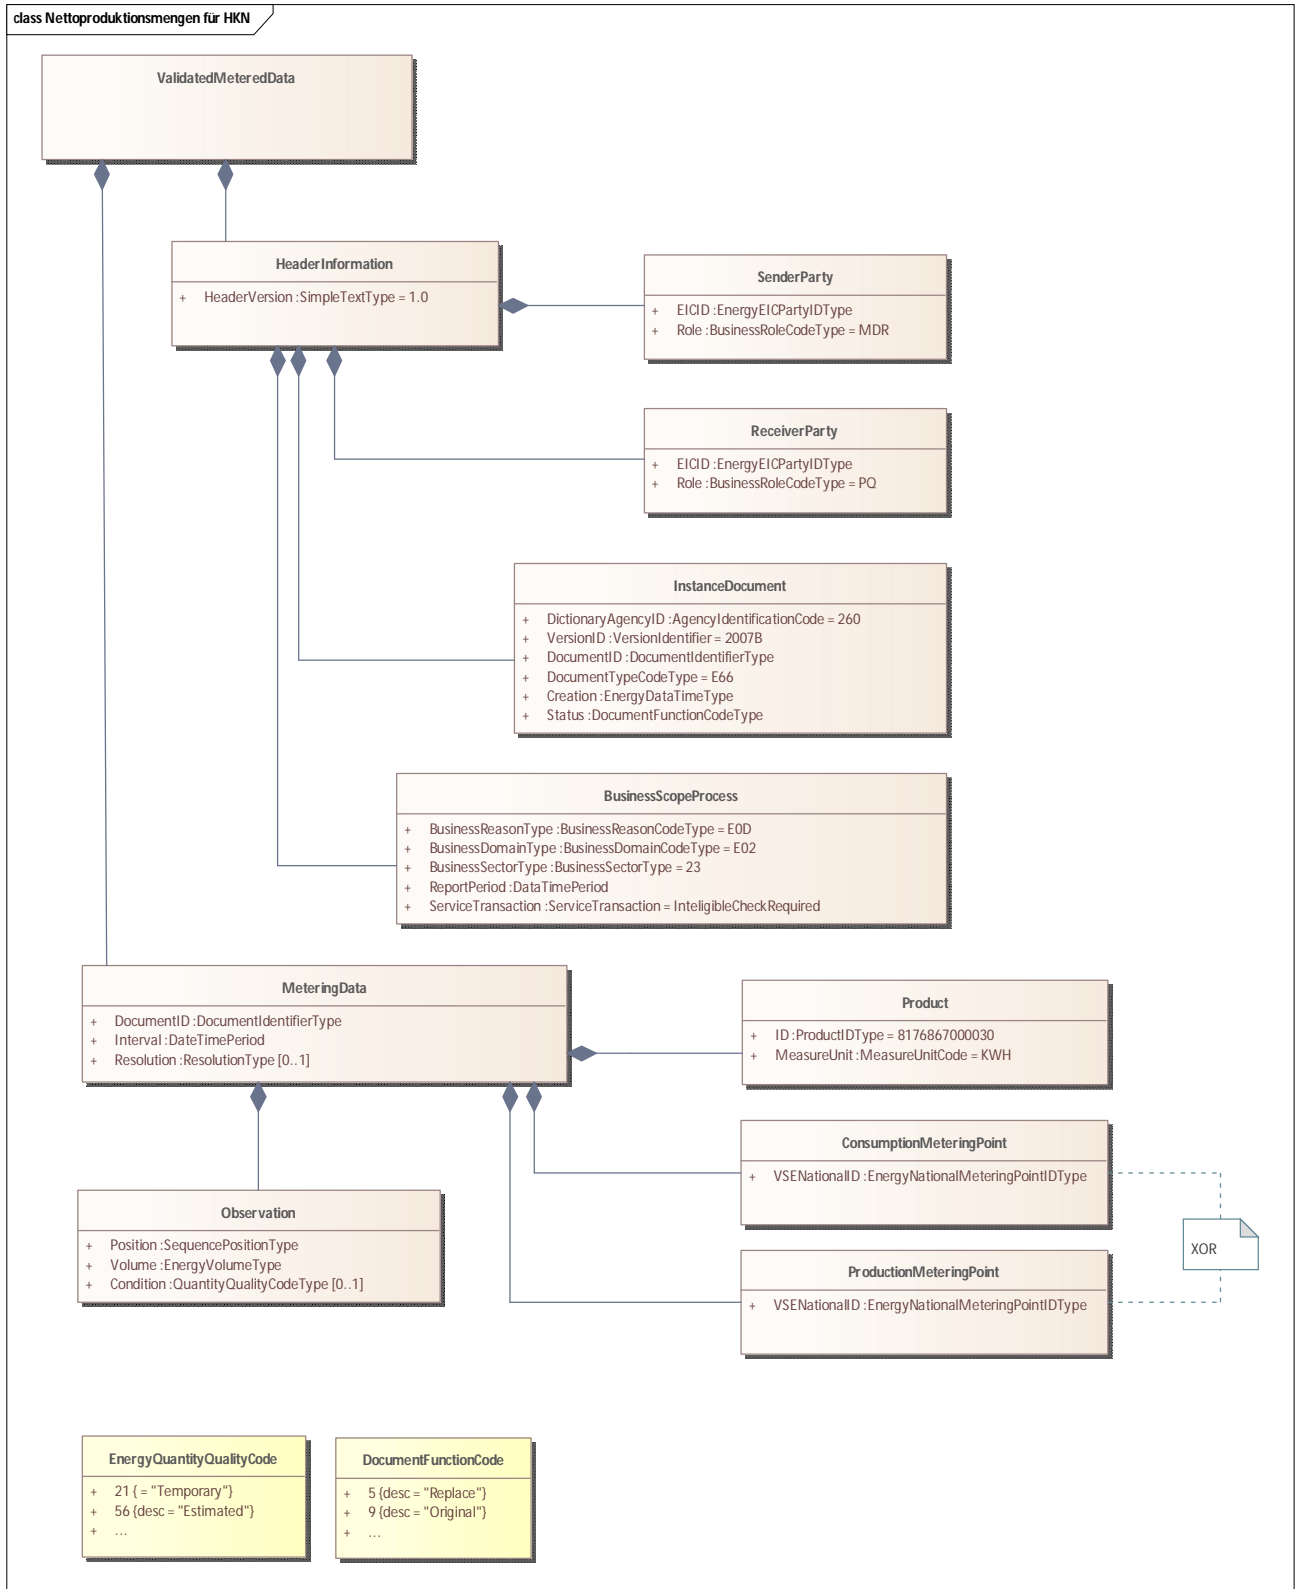 class Nettoproduktionsmengen für HKN
ValidatedMeteredData
HeaderInformation
+ HeaderVersion :SimpleTextType = 1.0
SenderParty
+ EICID :EnergyEICPartyIDType
+ Role :BusinessRoleCodeType = MDR
ReceiverParty
+ EICID :EnergyEICPartyIDType
+ Role :BusinessRoleCodeType = PQ
InstanceDocument
+ DictionaryAgencyID :AgencyIdentificationCode = 260
+ VersionID :VersionIdentifier = 2007B
+ DocumentID :DocumentIdentifierType
+ DocumentTypeCodeType = E66
+ Creation :EnergyDataTimeType
+ Status :DocumentFunctionCodeType
BusinessScopeProcess
+ BusinessReasonType :BusinessReasonCodeType = E0D
+ BusinessDomainType :BusinessDomainCodeType = E02
+ BusinessSectorType :BusinessSectorType = 23
+ ReportPeriod :DataTimePeriod
+ ServiceTransaction :ServiceTransaction = InteligibleCheckRequired
MeteringData
+ DocumentID :DocumentIdentifierType
+ Interval :DateTimePeriod
+ Resolution :ResolutionType [0..1]
Product
+ ID :ProductIDType = 8176867000030
+ MeasureUnit :MeasureUnitCode = KWH
ConsumptionMeteringPoint
+ VSENationalID :EnergyNationalMeteringPointIDType
Observation
+ Position :SequencePositionType
+ Volume :EnergyVolumeType
+ Condition :QuantityQualityCodeType [0..1]
XOR
ProductionMeteringPoint
+ VSENationalID :EnergyNationalMeteringPointIDType
EnergyQuantityQualityCode
+ 21 { = "Temporary"}
+ 56 {desc = "Estimated"}
+ ...
DocumentFunctionCode
+ 5 {desc = "Replace"}
+ 9 {desc = "Original"}
+ ...